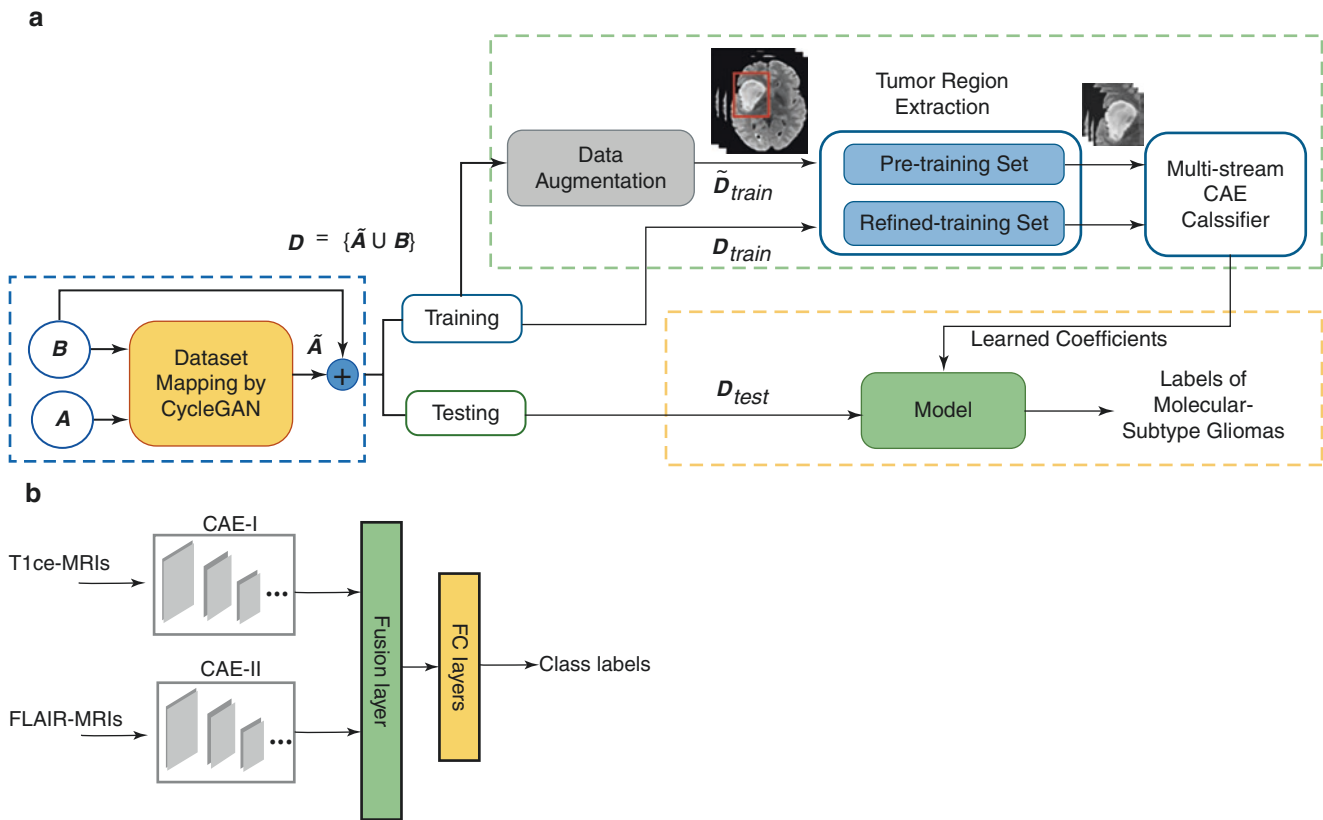 a
Tumor Region
Extraction
Data
Augmentation
D̃train
Pre-training Set
Refined-training Set
Multi-stream
CAE
Calssifier
D = {Ã ∪ B}
Dtrain
B
A
Dataset
Mapping by
CycleGAN
Ã
+
Training
Testing
Learned Coefficients
Dtest
Model
Labels of
Molecular-
Subtype Gliomas
b
CAE-I
T1ce-MRIs
...
CAE-II
FLAIR-MRIs
...
Fusion layer
FC layers
Class labels